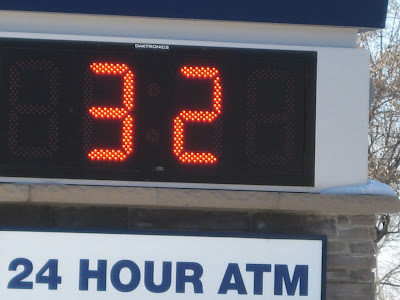 DAKTRONICS
32
24 HOUR ATM